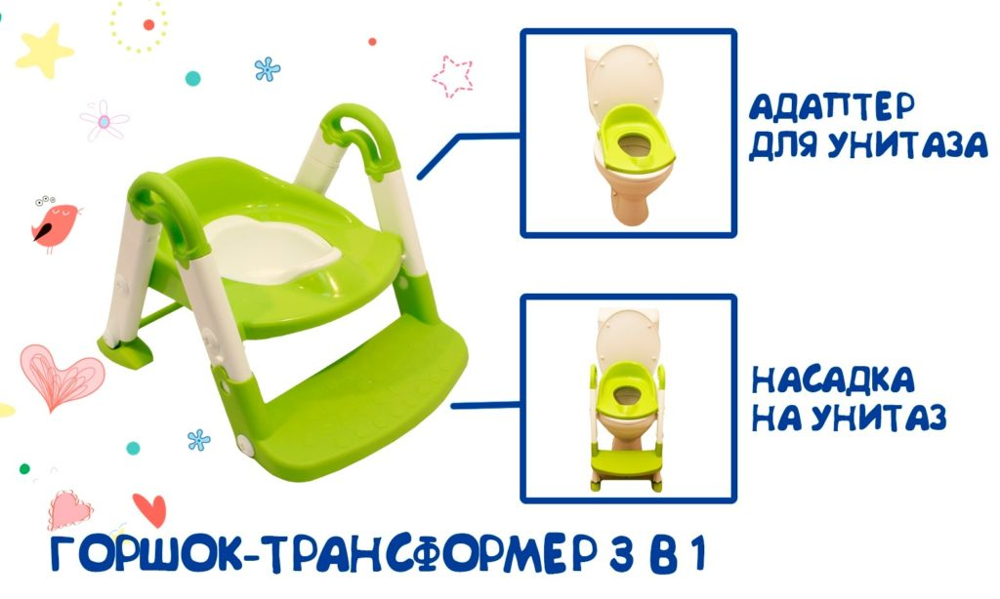 АДАПТЕР
ДЛЯ УНИТАЗА
НАСАДКА
НА УНИТАЗ
ГОРШОК-ТРАНСФОРМЕР 3 В 1